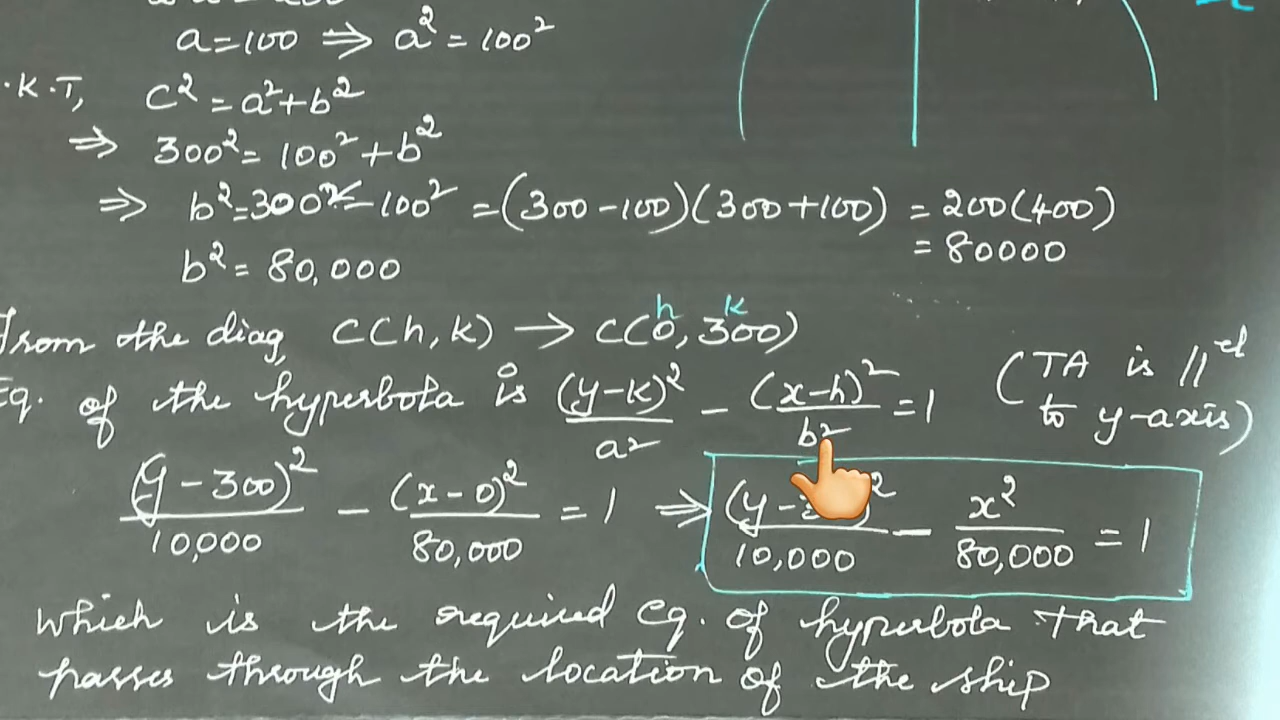 a=100 ⇒ a²=100²
.K.T, c²=a²+b²
⇒ 300²= 100²+b²
⇒ b²=300²-100² =(300-100)(300+100) = 200(400)
= 80000
b²= 80,000
From the diag, C(h,k) → C(0,300)
h k
Eq. of the hyperbola is (y-k)²/a² - (x-h)²/b² =1 (TA is ||el to y-axis)
(y-300)²/10,000 - (x-0)²/80,000 = 1 ⇒ (y- )²/10,000 - x²/80,000 = 1
which is the required eq. of hyperbola that
passes through the location of the ship